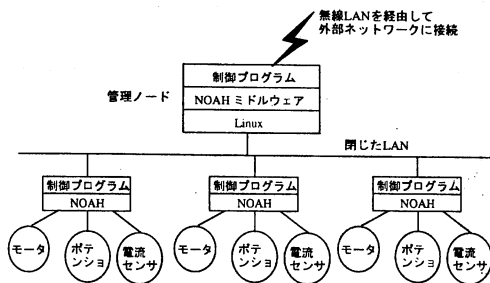 無線LANを経由して
外部ネットワークに接続
制御プログラム
管理ノード
NOAHミドルウェア
Linux
閉じたLAN
制御プログラム
NOAH
制御プログラム
NOAH
制御プログラム
NOAH
モータ
ポテ
ンショ
電流
センサ
モータ
ポテ
ンショ
電流
センサ
モータ
ポテ
ンショ
電流
センサ